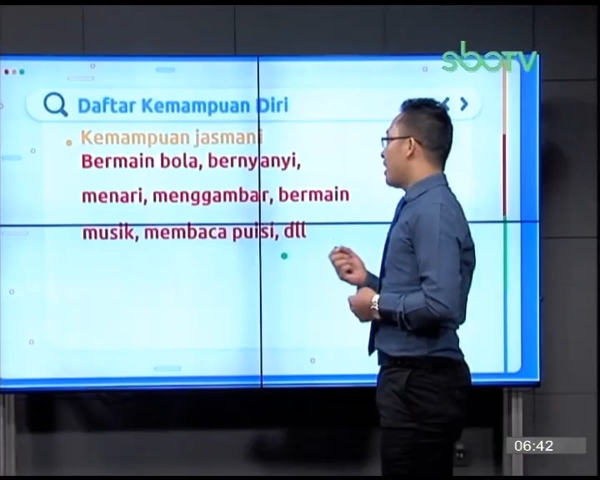 sboTV
Daftar Kemampuan Diri
Kemampuan jasmani
Bermain bola, bernyanyi,
menari, menggambar, bermain
musik, membaca puisi, dll
06:42